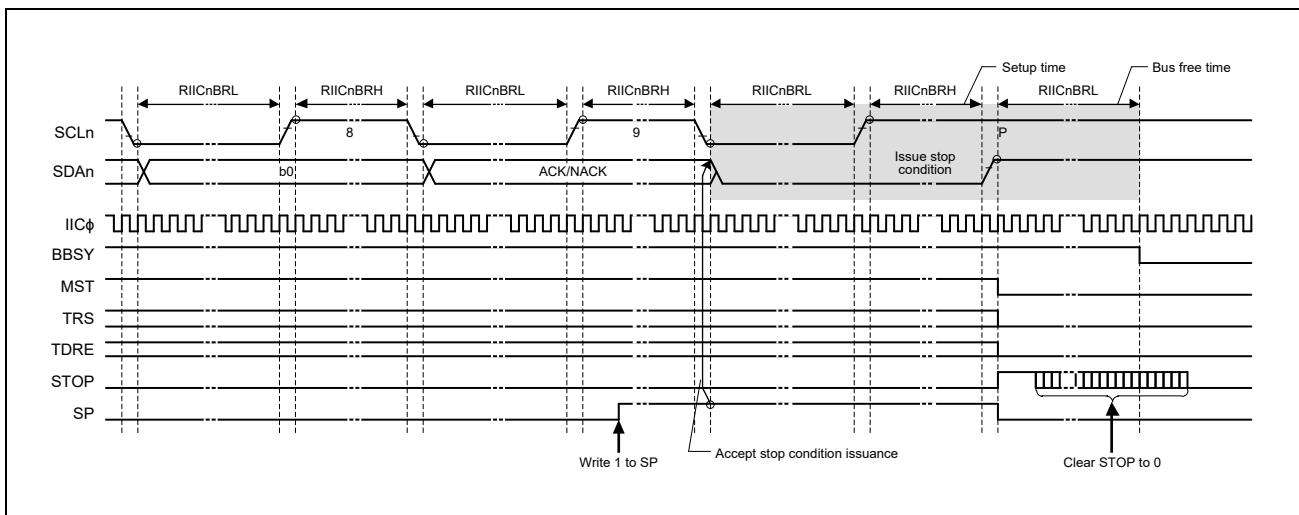 Setup time
Bus free time
RIICnBRL
RIICnBRH
RIICnBRL
RIICnBRH
RIICnBRL
RIICnBRH
RIICnBRL
SCLn
8
9
P
SDAn
b0
ACK/NACK
Issue stop
condition
IICϕ
BBSY
MST
TRS
TDRE
STOP
SP
Write 1 to SP
Accept stop condition issuance
Clear STOP to 0